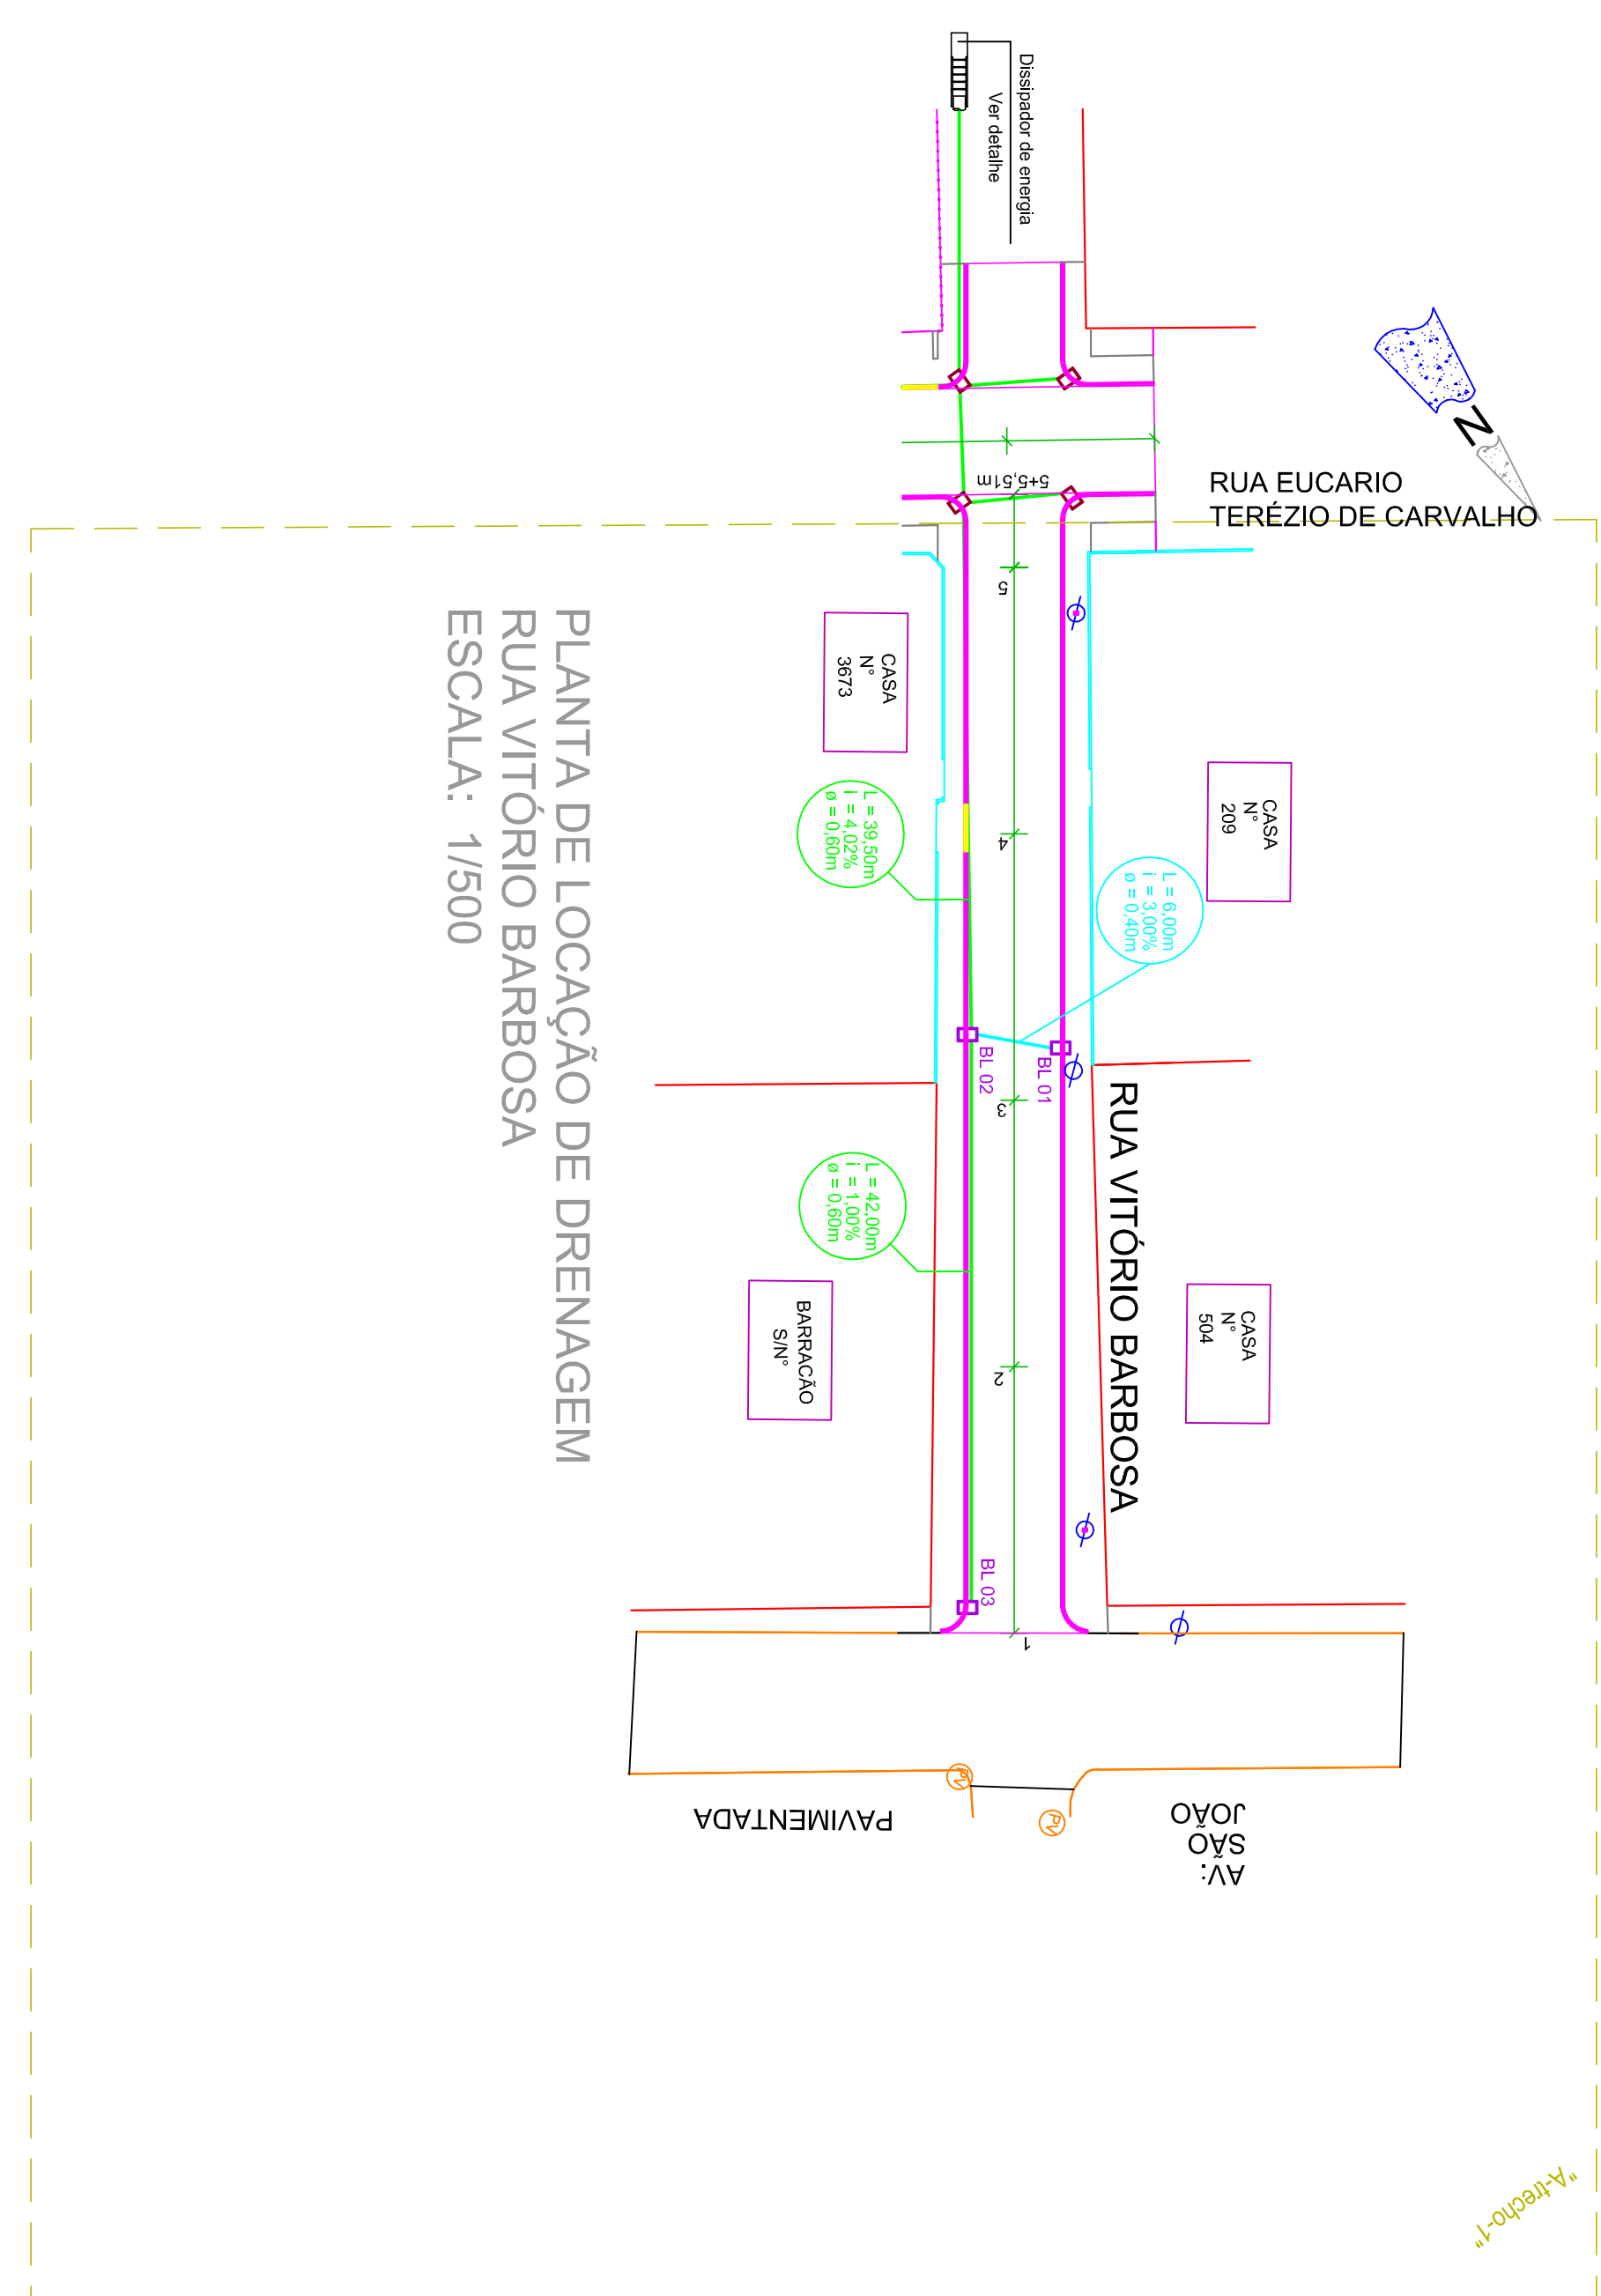 Dissipador de energia
Ver detalhe
N
RUA EUCARIO
TERÉZIO DE CARVALHO
5+5,51m
5
CASA
N°
3673
CASA
N°
209
L = 39,50m
i = 4,02%
ø = 0,60m
4
L = 6,00m
i = 3,00%
ø = 0,40m
PLANTA DE LOCAÇÃO DE DRENAGEM
RUA VITÓRIO BARBOSA
ESCALA: 1/500
BL 02
BL 01
3
RUA VITÓRIO BARBOSA
L = 42,00m
i = 1,00%
ø = 0,60m
BARRACÃO
S/N°
CASA
N°
504
2
BL 03
1
PV
PV
PAVIMENTADA
AV:
SÃO
JOÃO
"A-trecho-1"